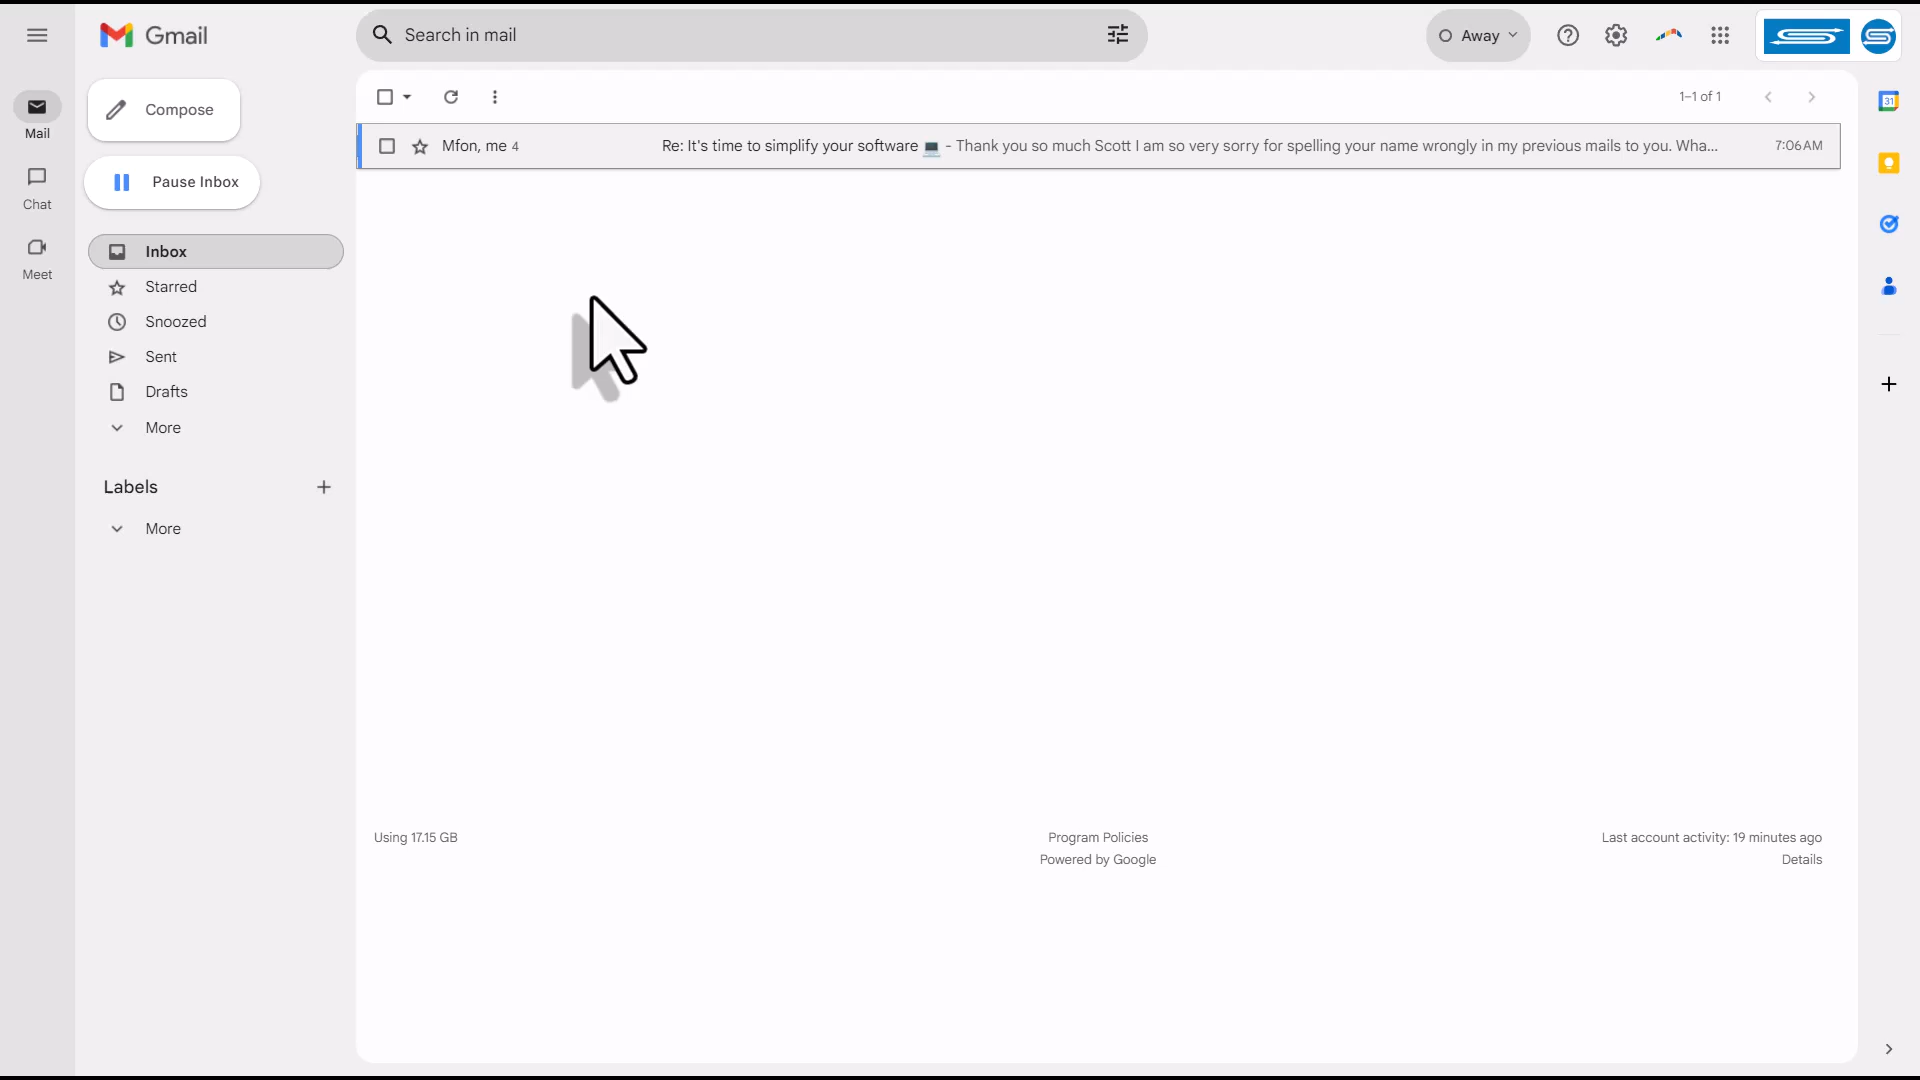 Gmail
Search in mail
Away
Mail
Compose
1–1 of 1
Mfon, me 4
Re: It's time to simplify your software 💻 - Thank you so much Scott I am so very sorry for spelling your name wrongly in my previous mails to you. Wha...
7:06 AM
31
Chat
Pause Inbox
Meet
Inbox
Starred
Snoozed
Sent
Drafts
More
Labels
More
Using 17.15 GB
Program Policies
Powered by Google
Last account activity: 19 minutes ago
Details